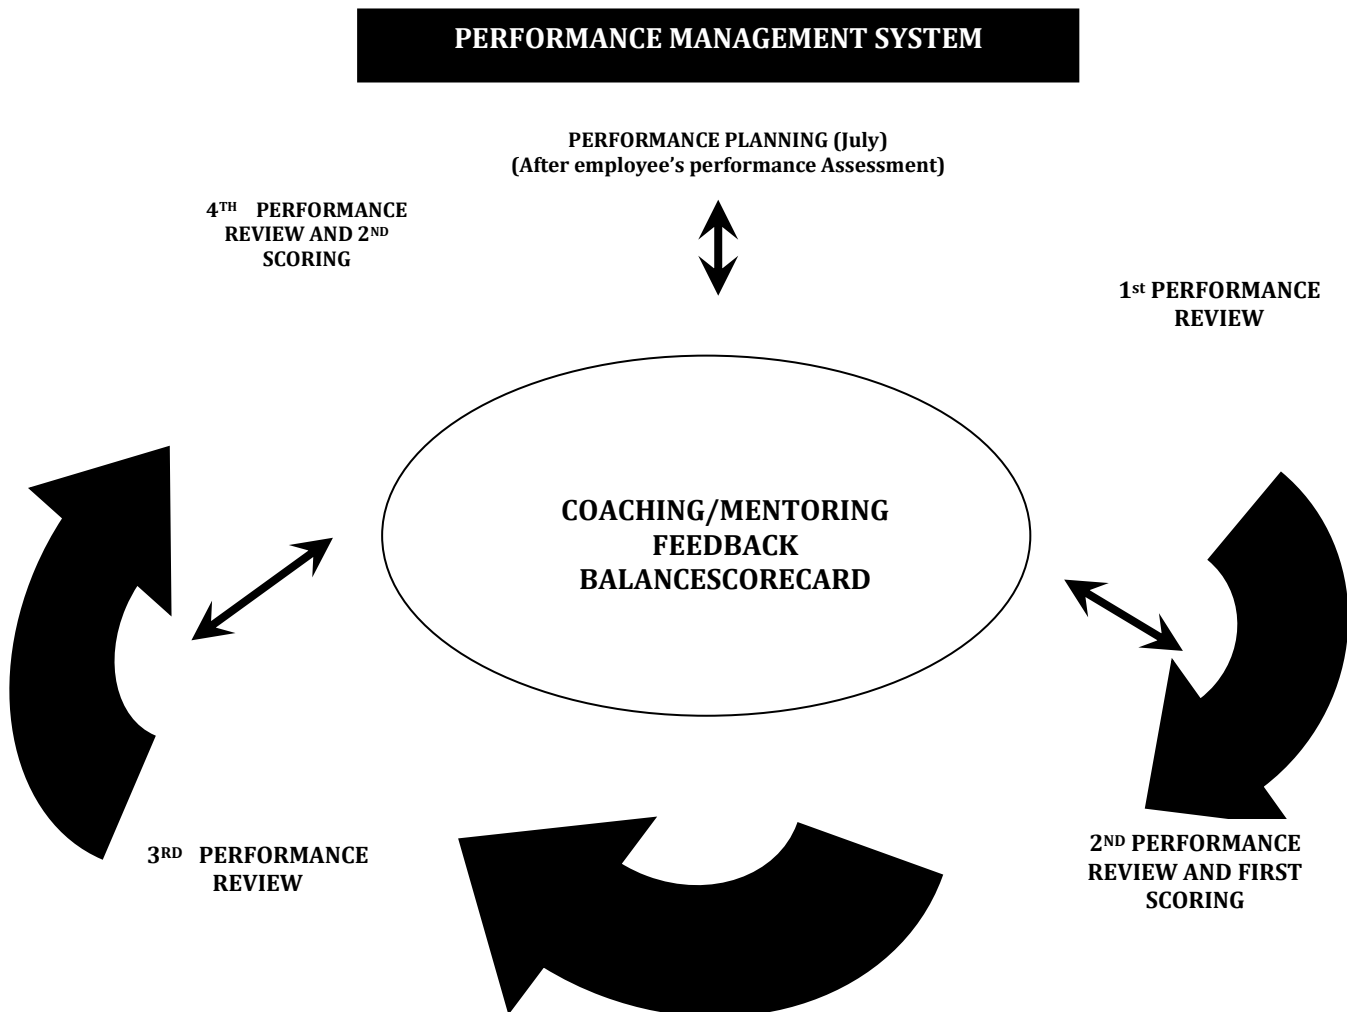 PERFORMANCE MANAGEMENT SYSTEM
PERFORMANCE PLANNING (July)
(After employee’s performance Assessment)
4TH PERFORMANCE
REVIEW AND 2ND
SCORING
1st PERFORMANCE
REVIEW
COACHING/MENTORING
FEEDBACK
BALANCESCORECARD
3RD PERFORMANCE
REVIEW
2ND PERFORMANCE
REVIEW AND FIRST
SCORING